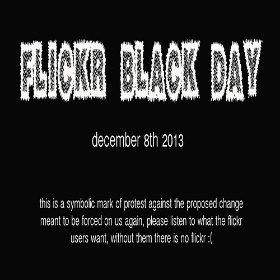 FLICKR BLACK DAY
december 8th 2013
this is a symbolic mark of protest against the proposed change
meant to be forced on us again, please listen to what the flickr
users want, without them there is no flickr :(